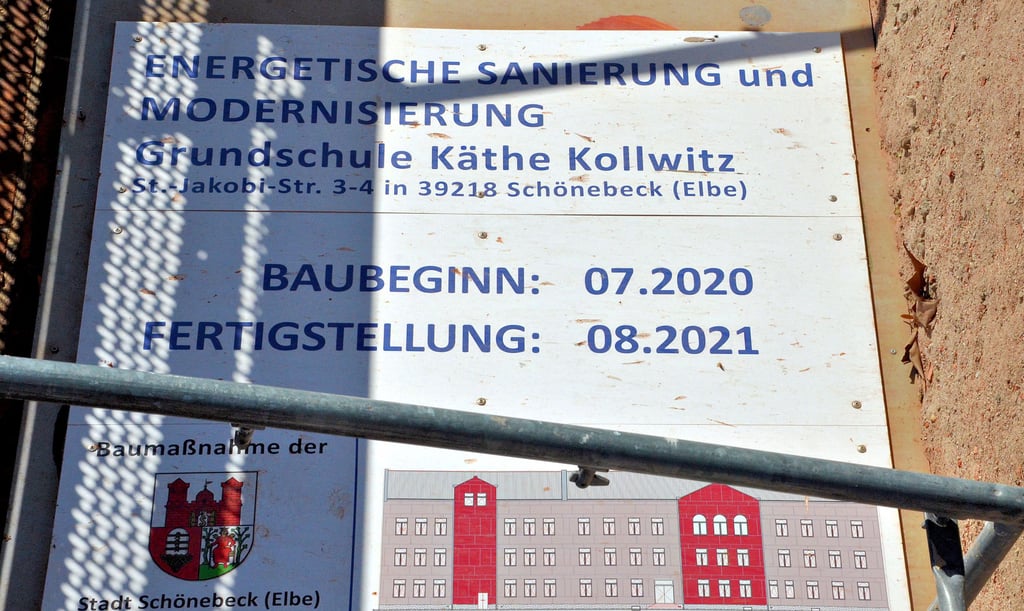 ENERGETISCHE SANIERUNG und
MODERNISIERUNG
Grundschule Käthe Kollwitz
St.-Jakobi-Str. 3-4 in 39218 Schönebeck (Elbe)
BAUBEGINN: 07.2020
FERTIGSTELLUNG: 08.2021
Baumaßnahme der
Stadt Schönebeck (Elbe)